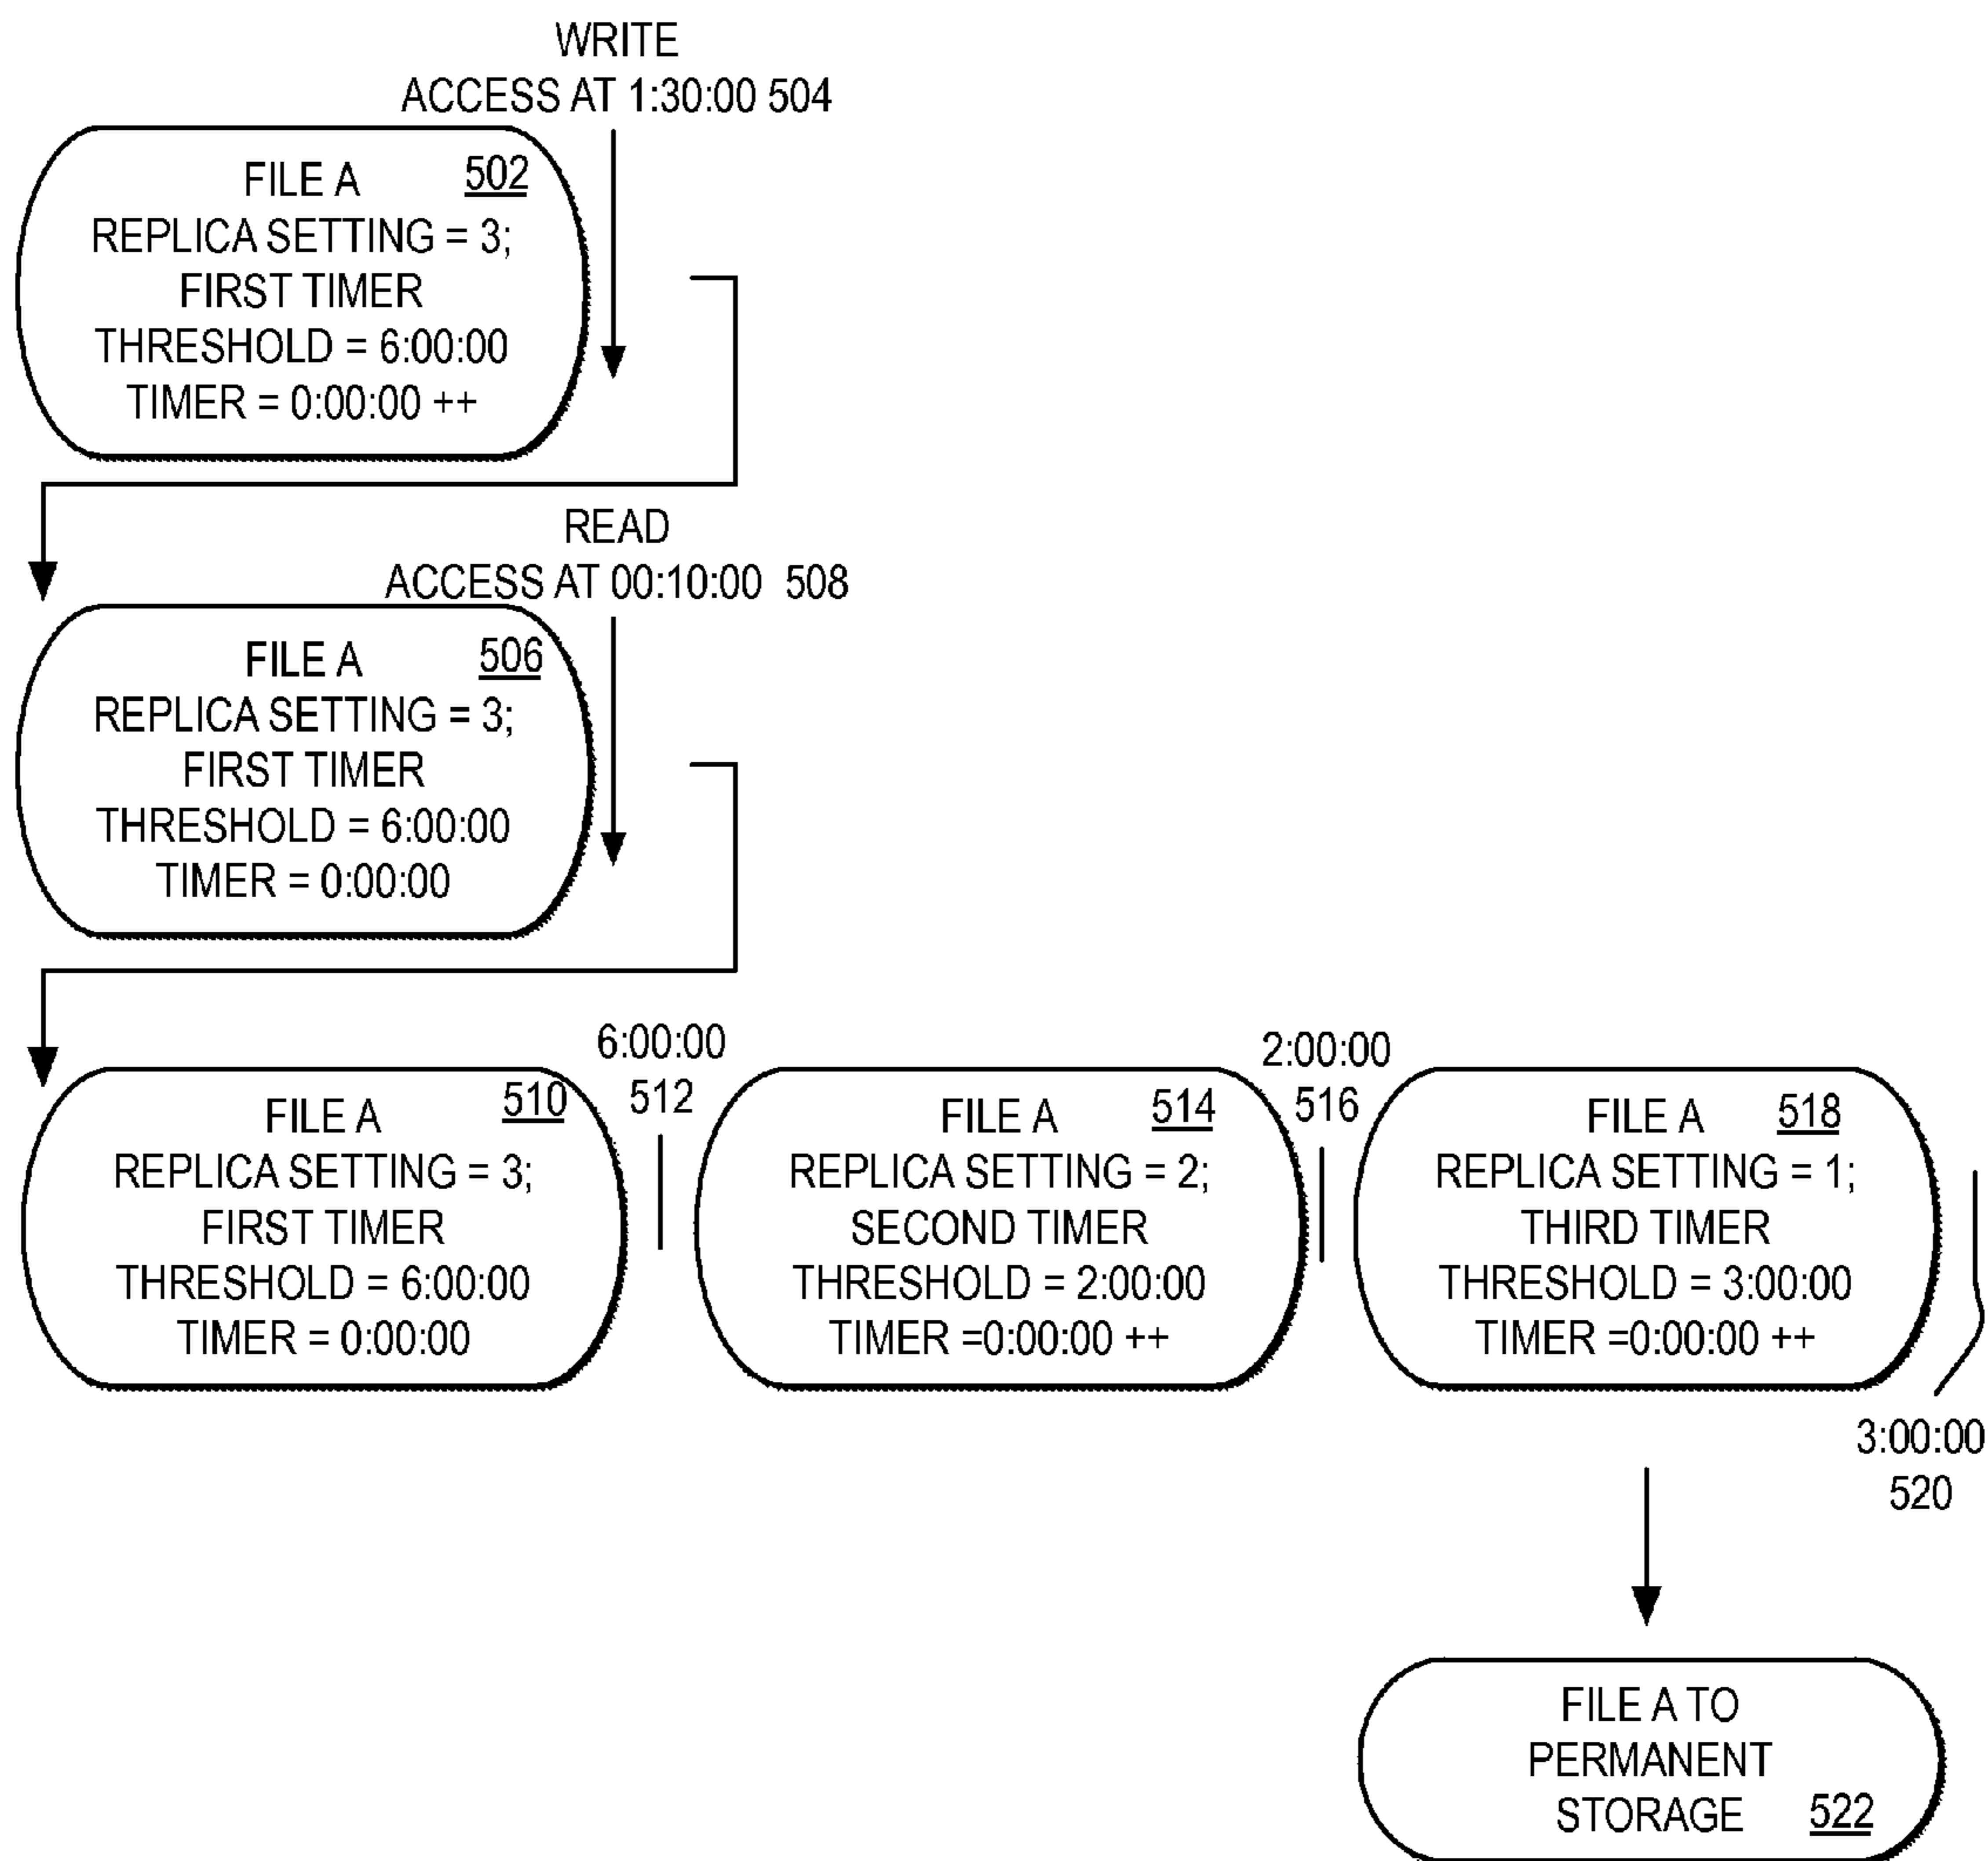 WRITE
ACCESS AT 1:30:00 504
FILE A 502
REPLICA SETTING = 3;
FIRST TIMER
THRESHOLD = 6:00:00
TIMER = 0:00:00 ++
READ
ACCESS AT 00:10:00 508
FILE A 506
REPLICA SETTING = 3;
FIRST TIMER
THRESHOLD = 6:00:00
TIMER = 0:00:00
FILE A 510
REPLICA SETTING = 3;
FIRST TIMER
THRESHOLD = 6:00:00
TIMER = 0:00:00
6:00:00
512
FILE A 514
REPLICA SETTING = 2;
SECOND TIMER
THRESHOLD = 2:00:00
TIMER =0:00:00 ++
2:00:00
516
FILE A 518
REPLICA SETTING = 1;
THIRD TIMER
THRESHOLD = 3:00:00
TIMER =0:00:00 ++
3:00:00
520
FILE A TO
PERMANENT
STORAGE 522